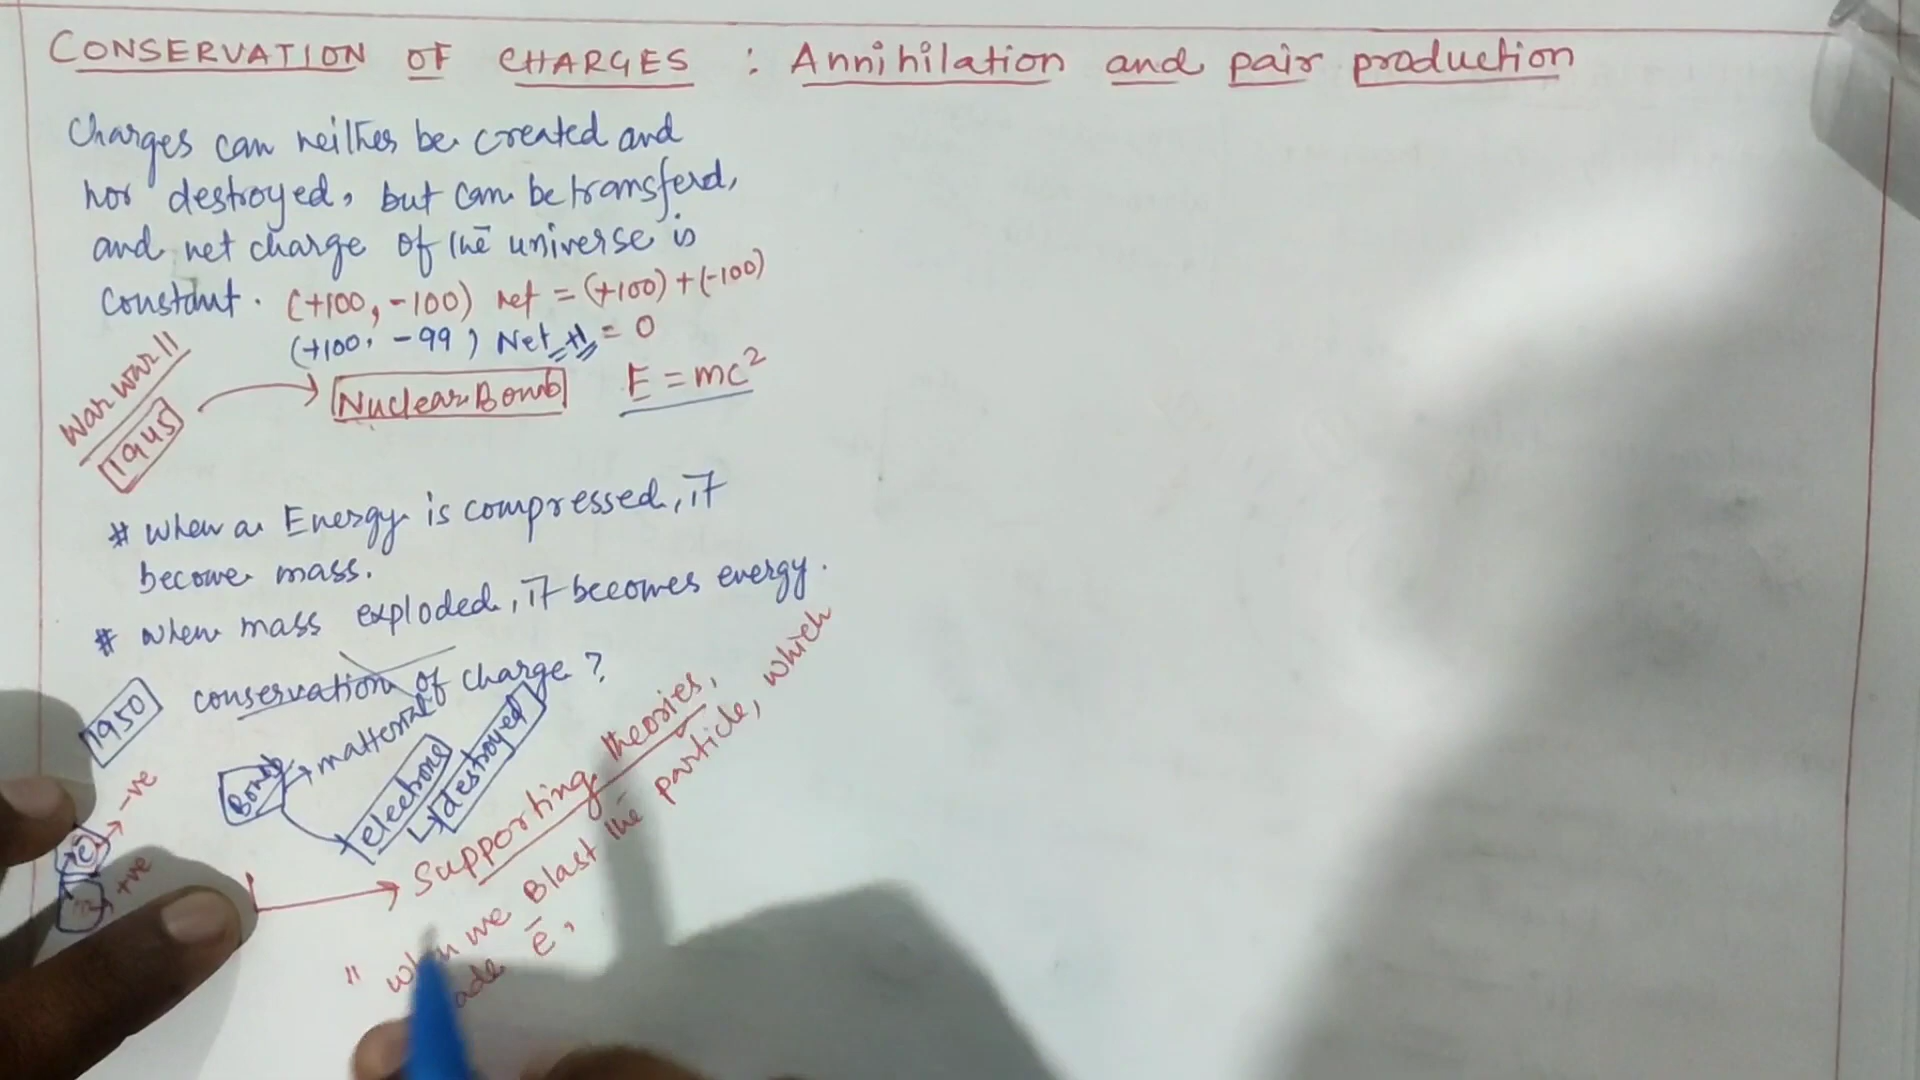 CONSERVATION OF CHARGES : Annihilation and pair production
Charges can neither be created and
nor destroyed, but can be transferd,
and net charge of the universe is
constant. (+100, -100) net = (+100) + (-100)
(+100, -99) Net +1 = 0
War war II
1945
Nuclear Bomb
E = mc²
# when a Energy is compressed, it
become mass.
# when mass exploded, it becomes energy.
1950
conservation of charge ?
Bomb
material
electrons
destroyed
-ve
e
+ve
Supporting theories,
" when we Blast the particle, which
ē,